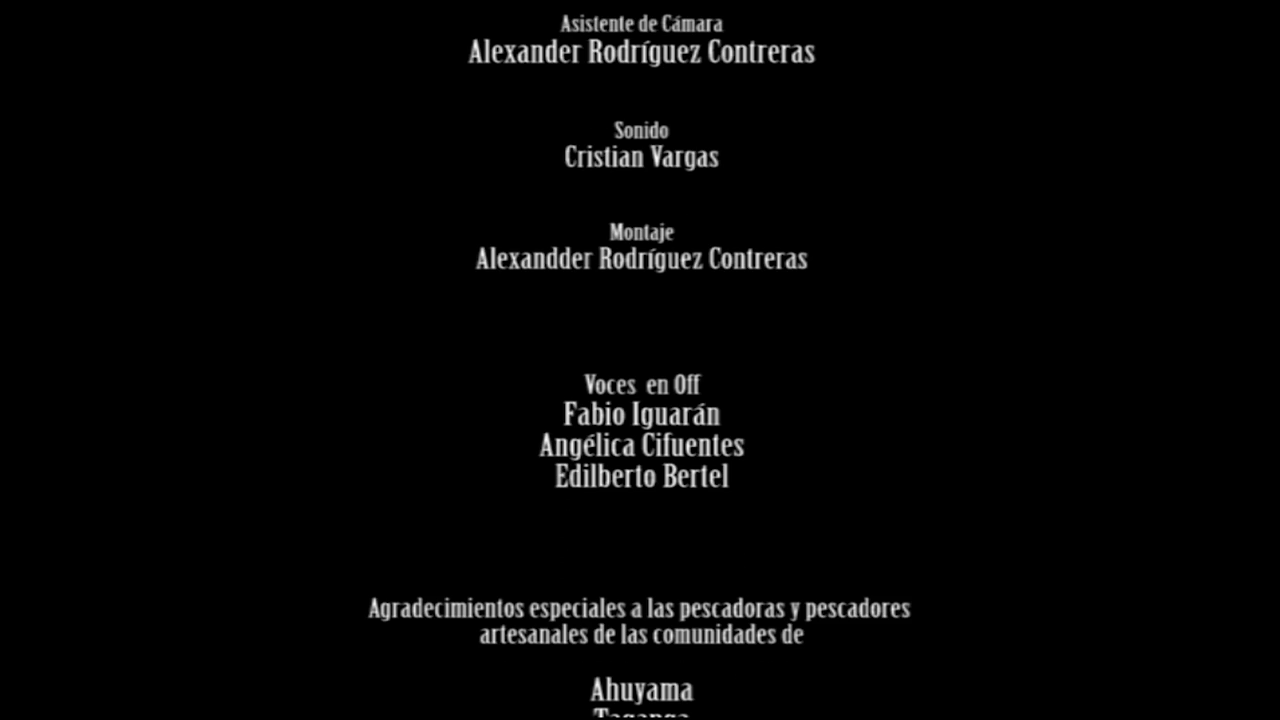 Asistente de Cámara
Alexander Rodríguez Contreras
Sonido
Cristian Vargas
Montaje
Alexandder Rodríguez Contreras
Voces en Off
Fabio Iguarán
Angélica Cifuentes
Edilberto Bertel
Agradecimientos especiales a las pescadoras y pescadores
artesanales de las comunidades de
Ahuyama